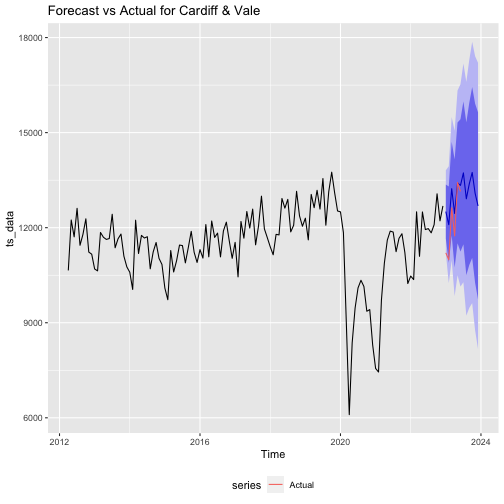 Forecast vs Actual for Cardiff & Vale
18000
15000
12000
9000
6000
ts_data
2012
2016
2020
2024
Time
series
Actual